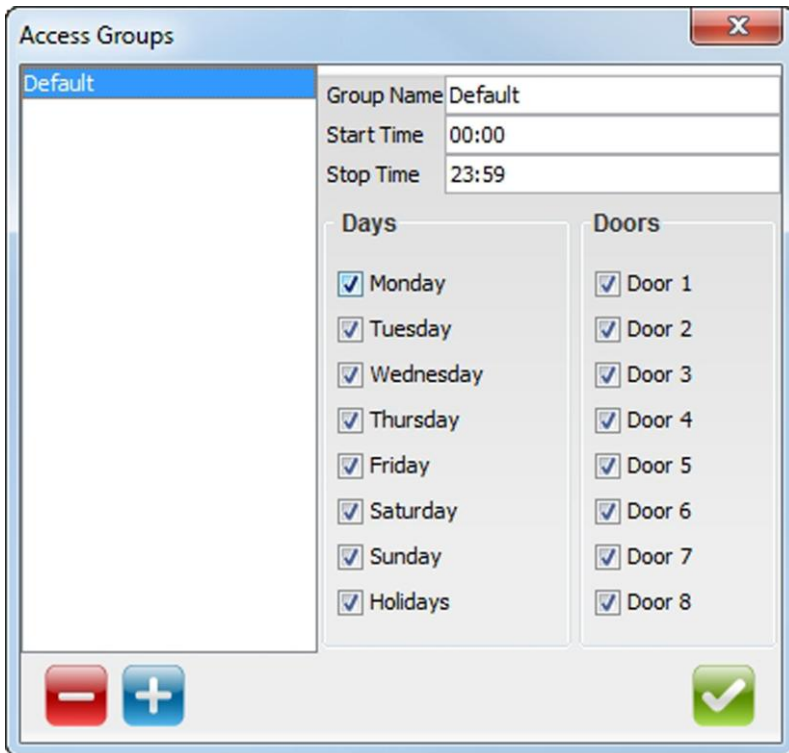 Access Groups
Default
Group Name Default
Start Time 00:00
Stop Time 23:59
Days
Monday
Tuesday
Wednesday
Thursday
Friday
Saturday
Sunday
Holidays
Doors
Door 1
Door 2
Door 3
Door 4
Door 5
Door 6
Door 7
Door 8